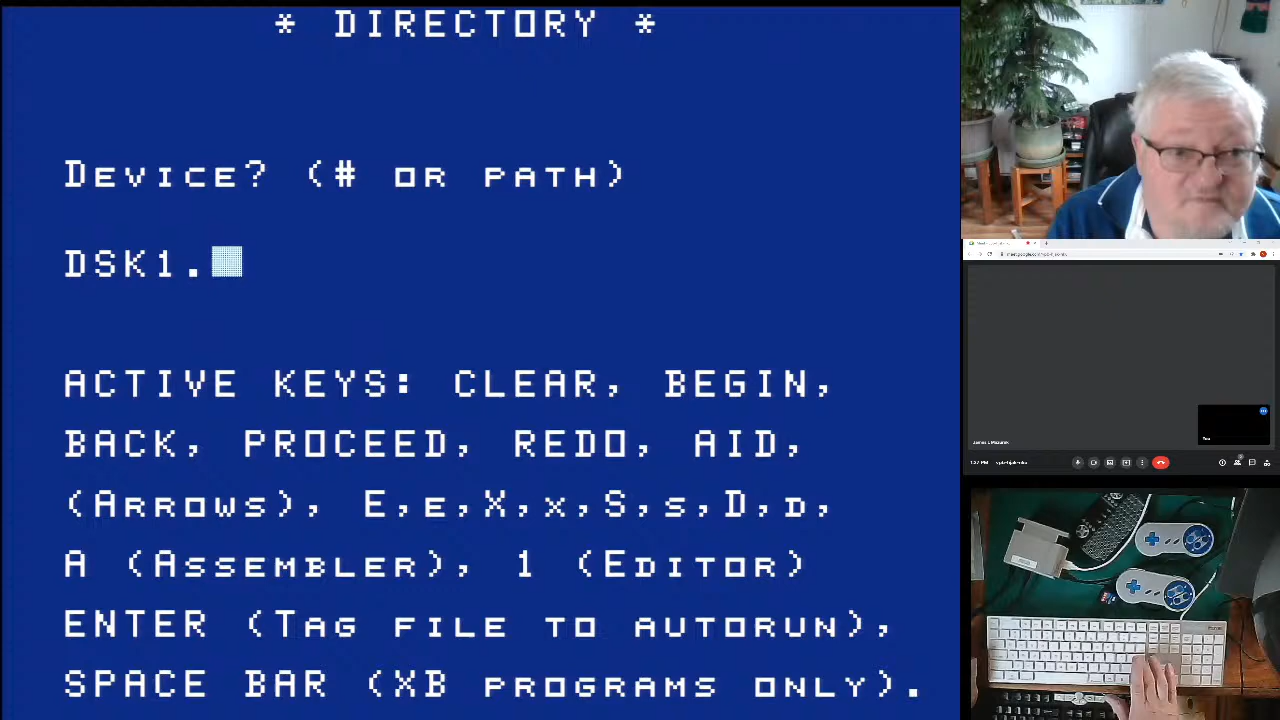 * DIRECTORY *
Device? (# or path)
DSK1.
ACTIVE KEYS: CLEAR, BEGIN,
BACK, PROCEED, REDO, AID,
(Arrows), E,e,X,x,S,s,D,d,
A (Assembler), 1 (Editor)
ENTER (Tag file to autorun),
SPACE BAR (XB programs only).
You